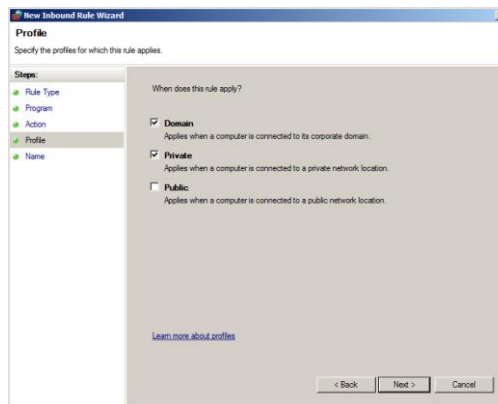 New Inbound Rule Wizard
Profile
Specify the profiles for which this rule applies.
Steps:
Rule Type
Program
Action
Profile
Name
When does this rule apply?
Domain
Applies when a computer is connected to its corporate domain.
Private
Applies when a computer is connected to a private network location.
Public
Applies when a computer is connected to a public network location.
Learn more about profiles
< Back
Next >
Cancel